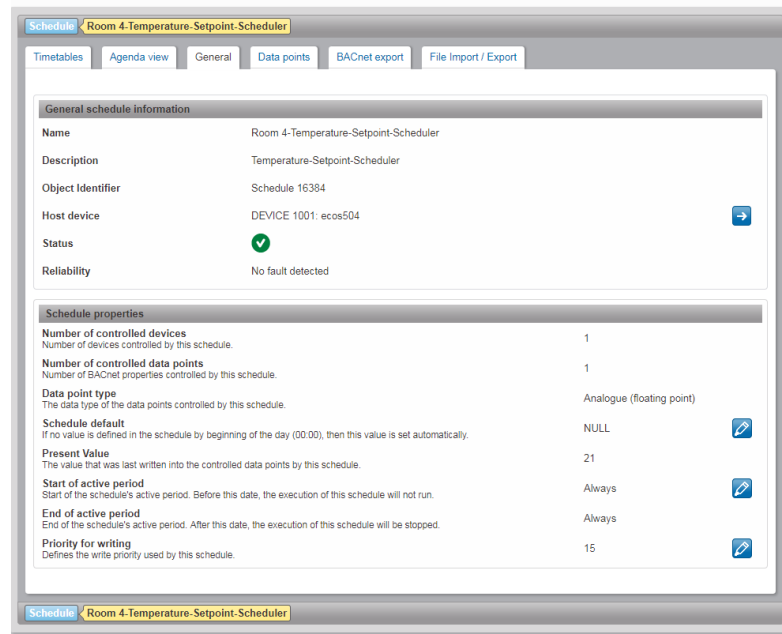 Schedule Room 4-Temperature-Setpoint-Scheduler
Timetables Agenda view General Data points BACnet export File Import / Export
General schedule information
Name Room 4-Temperature-Setpoint-Scheduler
Description Temperature-Setpoint-Scheduler
Object Identifier Schedule 16384
Host device DEVICE 1001: ecos504
Status
Reliability No fault detected
Schedule properties
Number of controlled devices
Number of devices controlled by this schedule. 1
Number of controlled data points
Number of BACnet properties controlled by this schedule. 1
Data point type
The data type of the data points controlled by this schedule. Analogue (floating point)
Schedule default
If no value is defined in the schedule by beginning of the day (00:00), then this value is set automatically. NULL
Present Value
The value that was last written into the controlled data points by this schedule. 21
Start of active period
Start of the schedule's active period. Before this date, the execution of this schedule will not run. Always
End of active period
End of the schedule's active period. After this date, the execution of this schedule will be stopped. Always
Priority for writing
Defines the write priority used by this schedule. 15
Schedule Room 4-Temperature-Setpoint-Scheduler